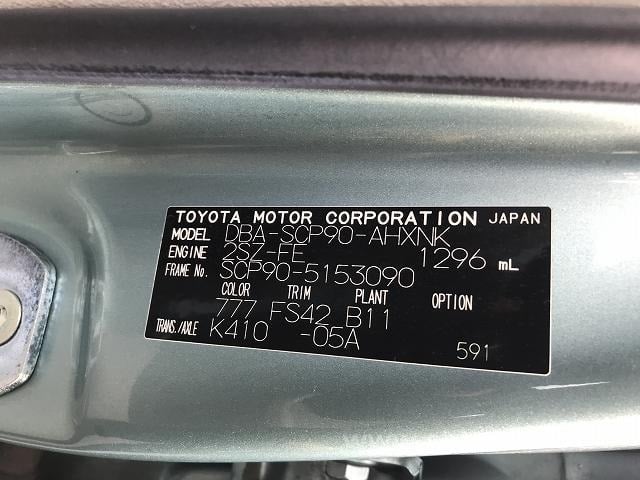 TOYOTA MOTOR CORPORATION JAPAN
MODEL DBA-SCP90-AHXNK
ENGINE 2SZ-FE 1296 mL
FRAME No. SCP90-5153090
COLOR TRIM PLANT OPTION
777 FS42 B11
TRANS./AXLE K410 -05A
591